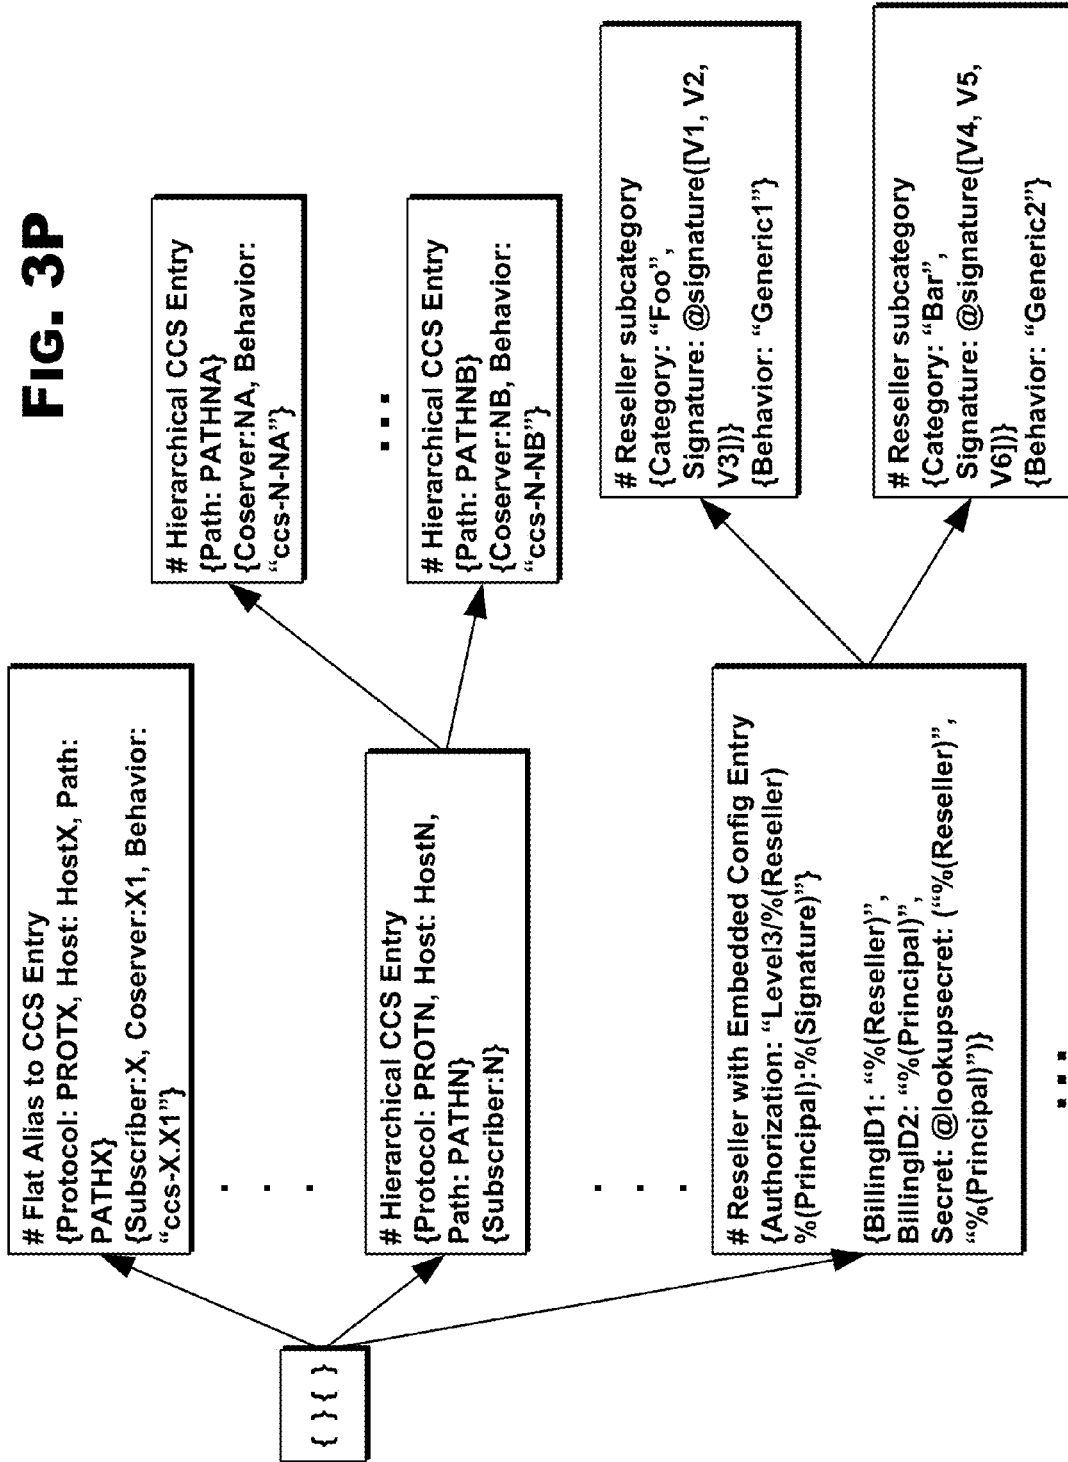 FIG. 3P
{ } { }
# Flat Alias to CCS Entry
{Protocol: PROTX, Host: HostX, Path:
PATHX}
{Subscriber:X, Coserver:X1, Behavior:
“ccs-X.X1”}
. . .
# Hierarchical CCS Entry
{Protocol: PROTN, Host: HostN,
Path: PATHN}
{Subscriber:N}
. . .
# Reseller with Embedded Config Entry
{Authorization: “Level3/%(Reseller)
%(Principal):%(Signature)”}
{BillingID1: “%(Reseller)”,
BillingID2: “%(Principal)”,
Secret: @lookupsecret: (“%(Reseller)”,
“%(Principal)”)}
...
# Hierarchical CCS Entry
{Path: PATHNA}
{Coserver:NA, Behavior:
“ccs-N-NA”}
...
# Hierarchical CCS Entry
{Path: PATHNB}
{Coserver:NB, Behavior:
“ccs-N-NB”}
# Reseller subcategory
{Category: “Foo”,
Signature: @signature([V1, V2,
V3])}
{Behavior: “Generic1”}
# Reseller subcategory
{Category: “Bar”,
Signature: @signature([V4, V5,
V6])}
{Behavior: “Generic2”}